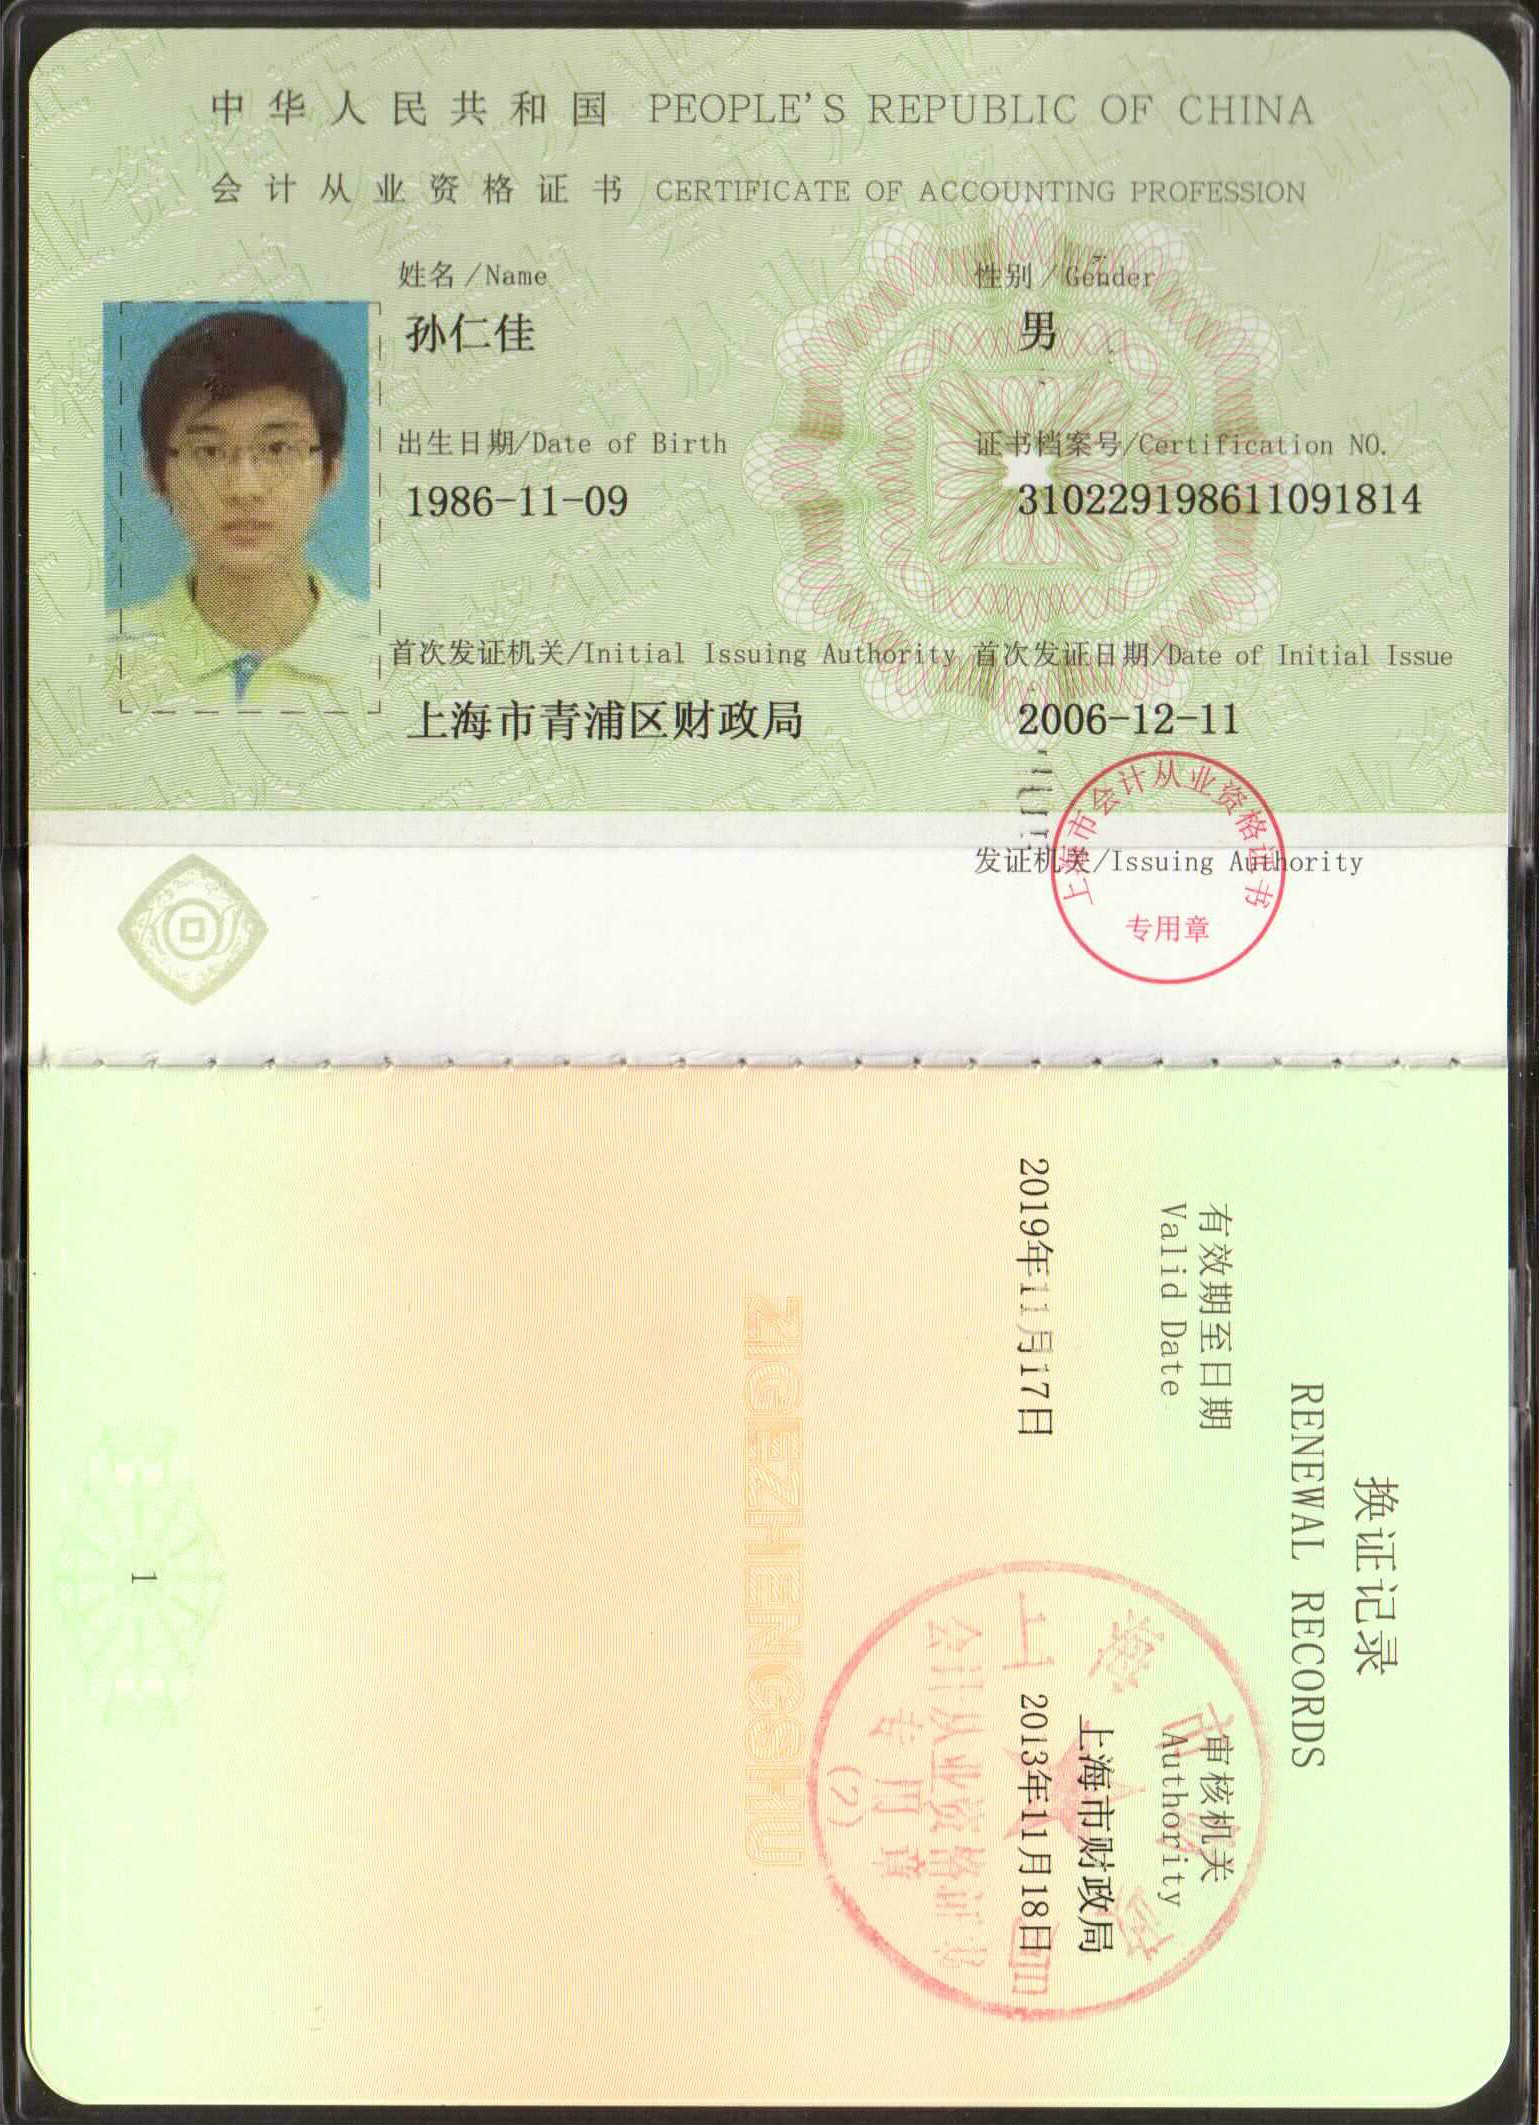 中华人民共和国 PEOPLE'S REPUBLIC OF CHINA
会计从业资格证书 CERTIFICATE OF ACCOUNTING PROFESSION
姓名/Name
孙仁佳
性别/Gender
男
出生日期/Date of Birth
1986-11-09
证书档案号/Certification NO.
310229198611091814
首次发证机关/Initial Issuing Authority
上海市青浦区财政局
首次发证日期/Date of Initial Issue
2006-12-11
发证机关/Issuing Authority
上海市会计从业资格证书
专用章
换证记录
RENEWAL RECORDS
有效期至日期
Valid Date
审核机关
Authority
上海市财政局
2019年11月17日
2013年11月18日
上海市财政局
会计从业资格证书
专用章
(2)
ZIGEZHENGSHU
1